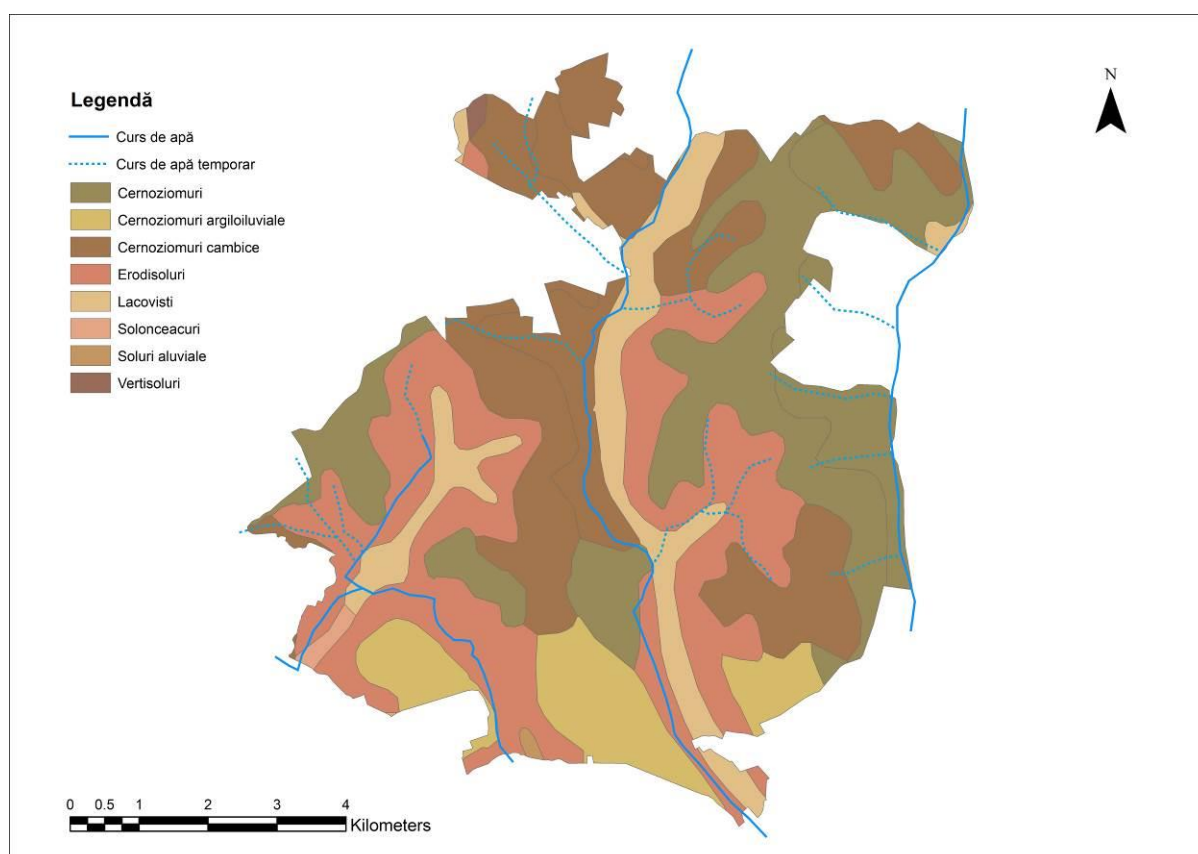 N
Legendă
Curs de apă
Curs de apă temporar
Cernoziomuri
Cernoziomuri argiloiluviale
Cernoziomuri cambice
Erodisoluri
Lacovisti
Solonceacuri
Soluri aluviale
Vertisoluri
0 0.5 1 2 3 4
Kilometers